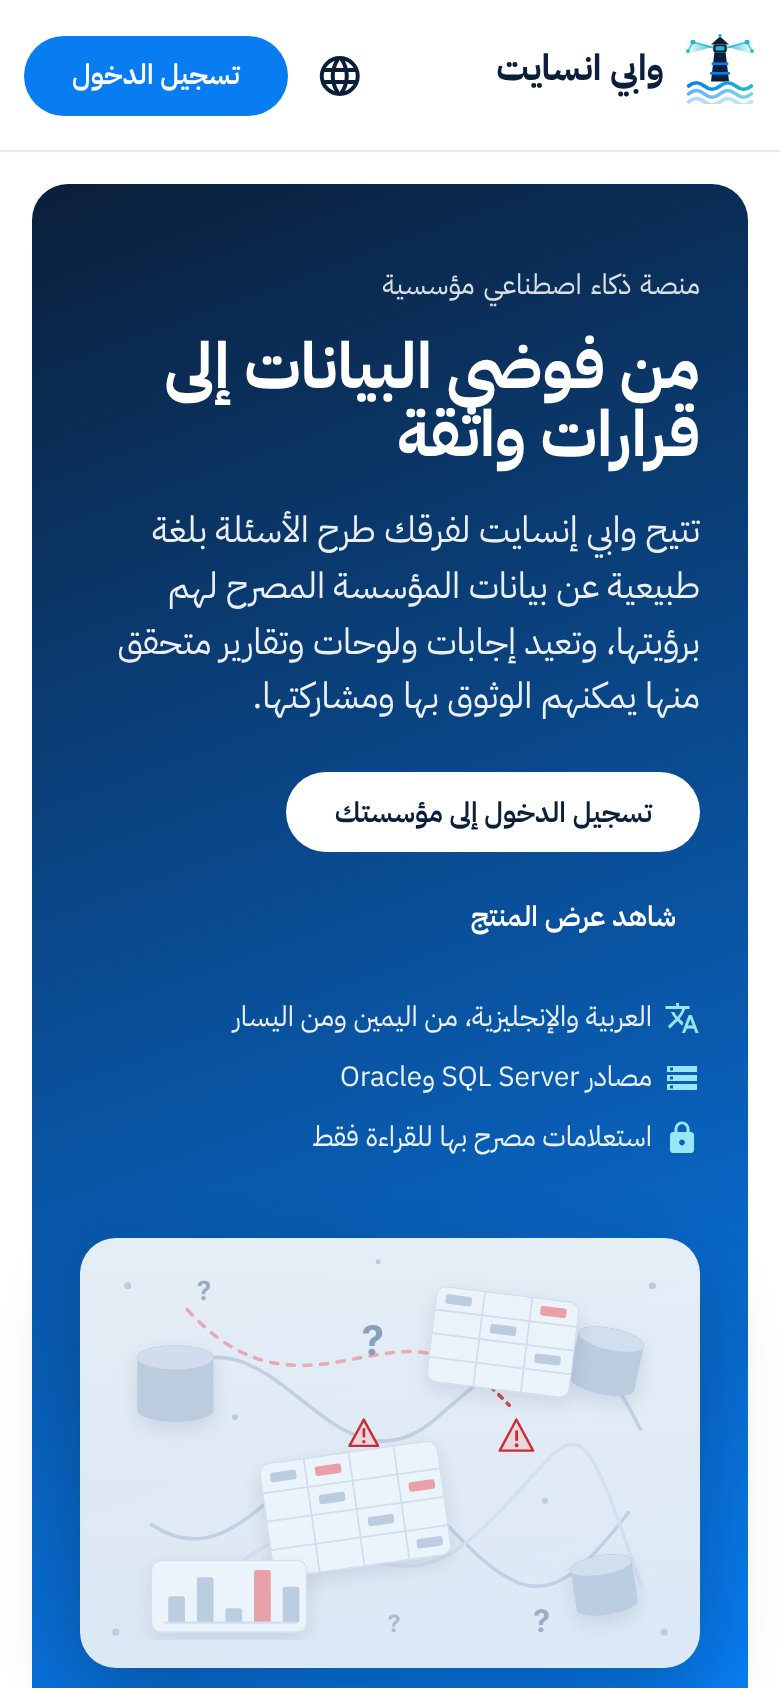 وابي انسايت
تسجيل الدخول
منصة ذكاء اصطناعي مؤسسية
من فوضى البيانات إلى
قرارات واثقة
تتيح وابي إنسايت لفرقك طرح الأسئلة بلغة
طبيعية عن بيانات المؤسسة المصرح لهم
برؤيتها، وتعيد إجابات ولوحات وتقارير متحقق
منها يمكنهم الوثوق بها ومشاركتها.
تسجيل الدخول إلى مؤسستك
شاهد عرض المنتج
العربية والإنجليزية، من اليمين ومن اليسار
مصادر SQL Server وOracle
استعلامات مصرح بها للقراءة فقط
?
?
?
?